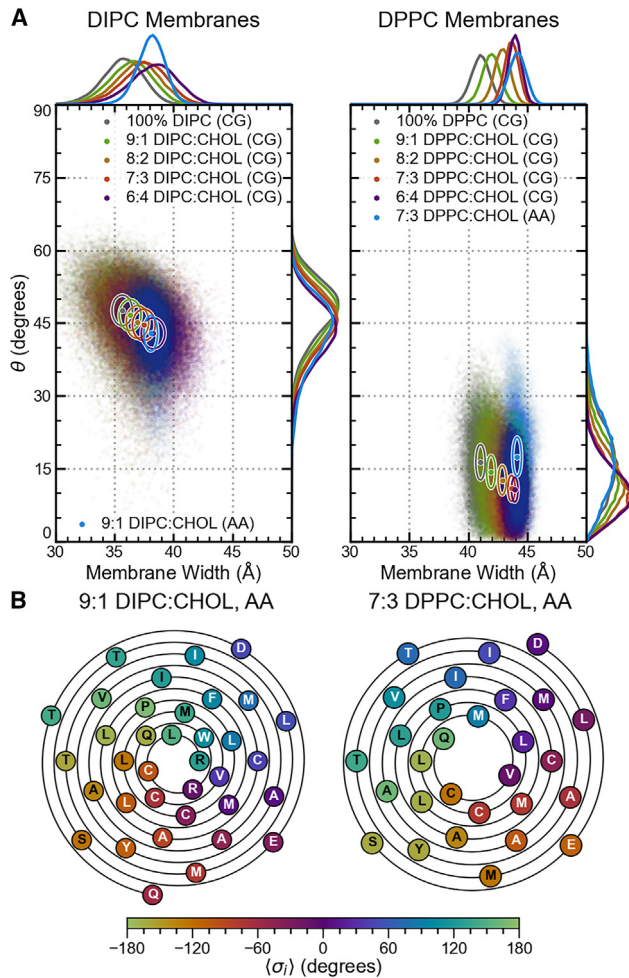 A
DIPC Membranes
DPPC Membranes
100% DIPC (CG)
9:1 DIPC:CHOL (CG)
8:2 DIPC:CHOL (CG)
7:3 DIPC:CHOL (CG)
6:4 DIPC:CHOL (CG)
9:1 DIPC:CHOL (AA)
100% DPPC (CG)
9:1 DPPC:CHOL (CG)
8:2 DPPC:CHOL (CG)
7:3 DPPC:CHOL (CG)
6:4 DPPC:CHOL (CG)
7:3 DPPC:CHOL (AA)
θ (degrees)
90
75
60
45
30
15
0
30 35 40 45 50
30 35 40 45 50
Membrane Width (Å)
Membrane Width (Å)
B
9:1 DIPC:CHOL, AA
7:3 DPPC:CHOL, AA
D
T I
I
V P F M
T M L
L Q L W L
T L R C
C V
A L C R M A
C
S Y A A E
M
Q
D
T I
I
V P F M
M L
L Q L
T L C
V
A L C M A
C
S Y A A E
M
−180 −120 −60 0 60 120 180
⟨σi⟩ (degrees)